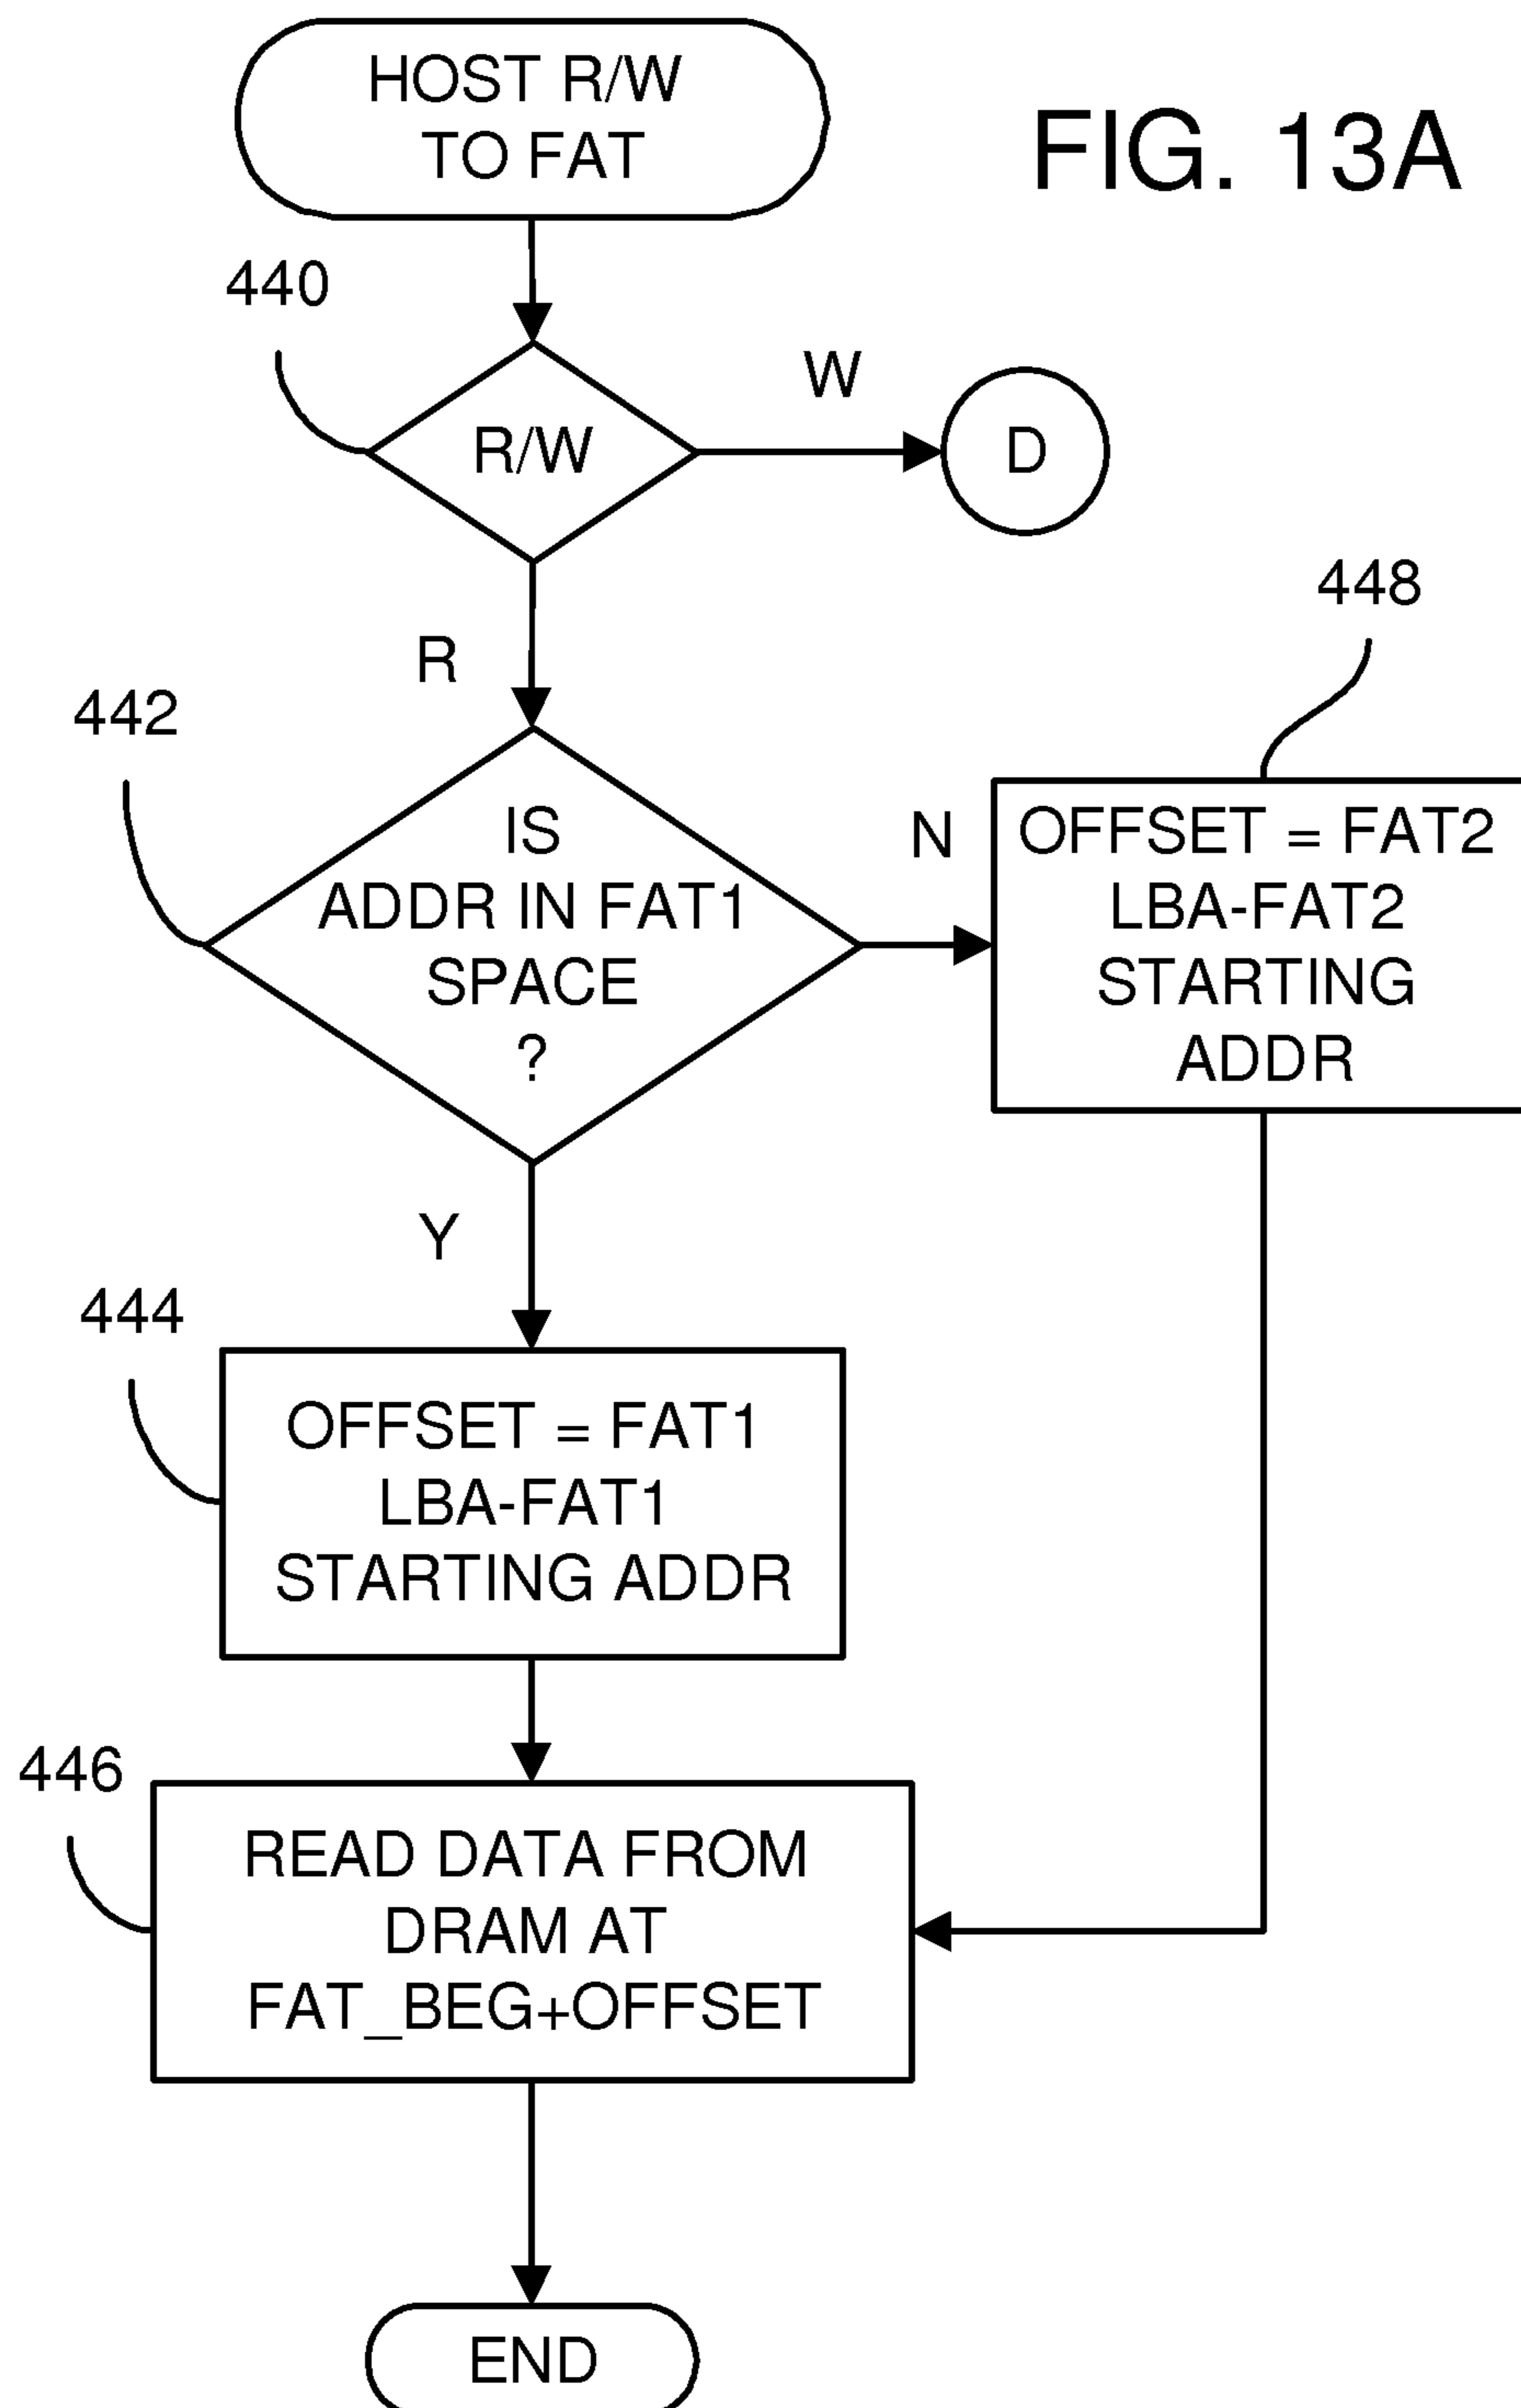 HOST R/W
TO FAT
FIG. 13A
440
R/W
W
D
R
448
442
IS
ADDR IN FAT1
SPACE
?
N
OFFSET = FAT2
LBA-FAT2
STARTING
ADDR
Y
444
OFFSET = FAT1
LBA-FAT1
STARTING ADDR
446
READ DATA FROM
DRAM AT
FAT_BEG+OFFSET
END